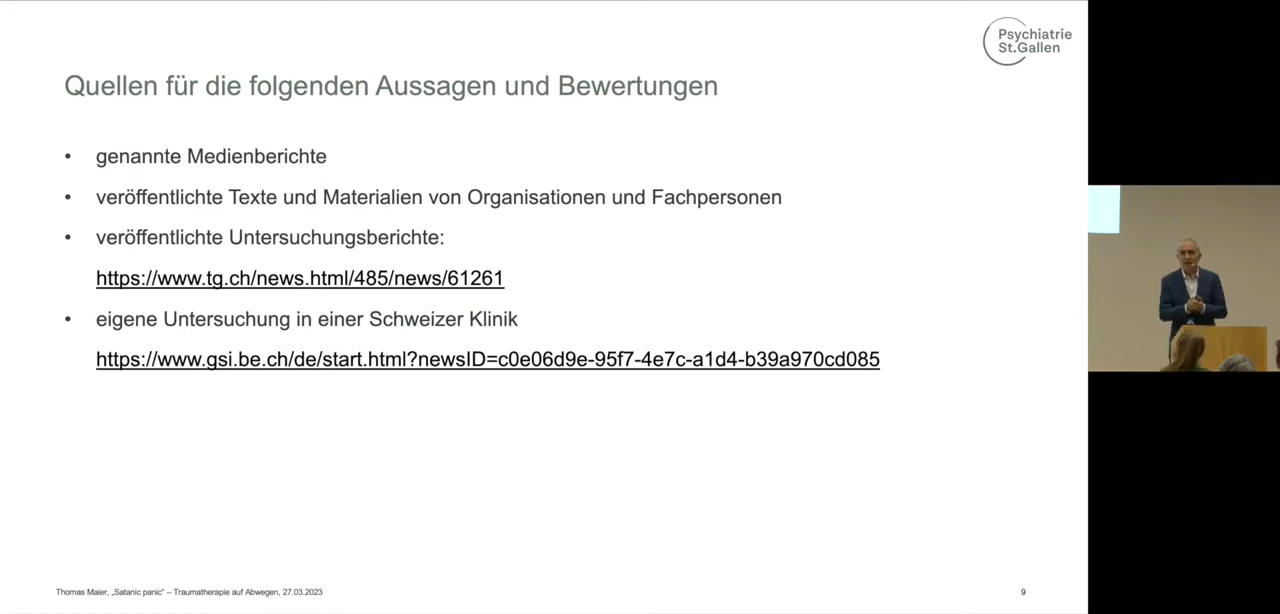 Psychiatrie
St.Gallen
Quellen für die folgenden Aussagen und Bewertungen
• genannte Medienberichte
• veröffentlichte Texte und Materialien von Organisationen und Fachpersonen
• veröffentlichte Untersuchungsberichte:
https://www.tg.ch/news.html/485/news/61261
• eigene Untersuchung in einer Schweizer Klinik
https://www.gsi.be.ch/de/start.html?newsID=c0e06d9e-95f7-4e7c-a1d4-b39a970cd085
Thomas Maier, „Satanic panic“ – Traumatherapie auf Abwegen, 27.03.2023
9